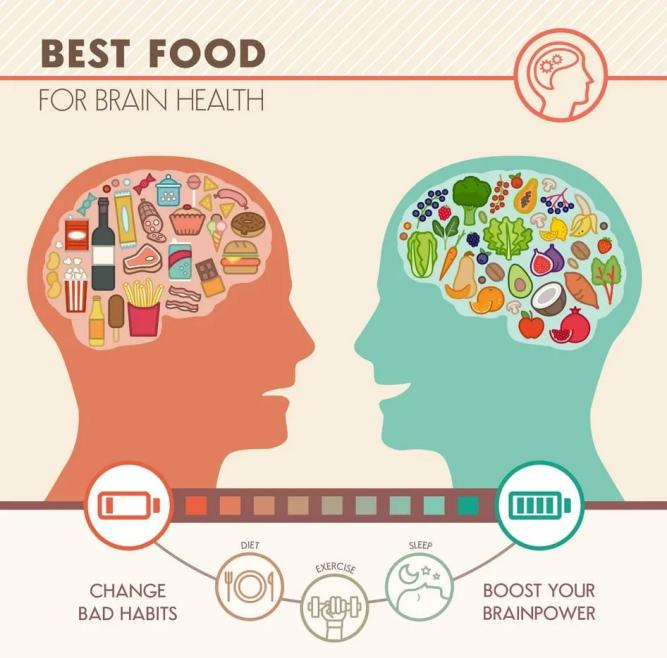 BEST FOOD
FOR BRAIN HEALTH
DIET
EXERCISE
SLEEP
CHANGE
BAD HABITS
BOOST YOUR
BRAINPOWER